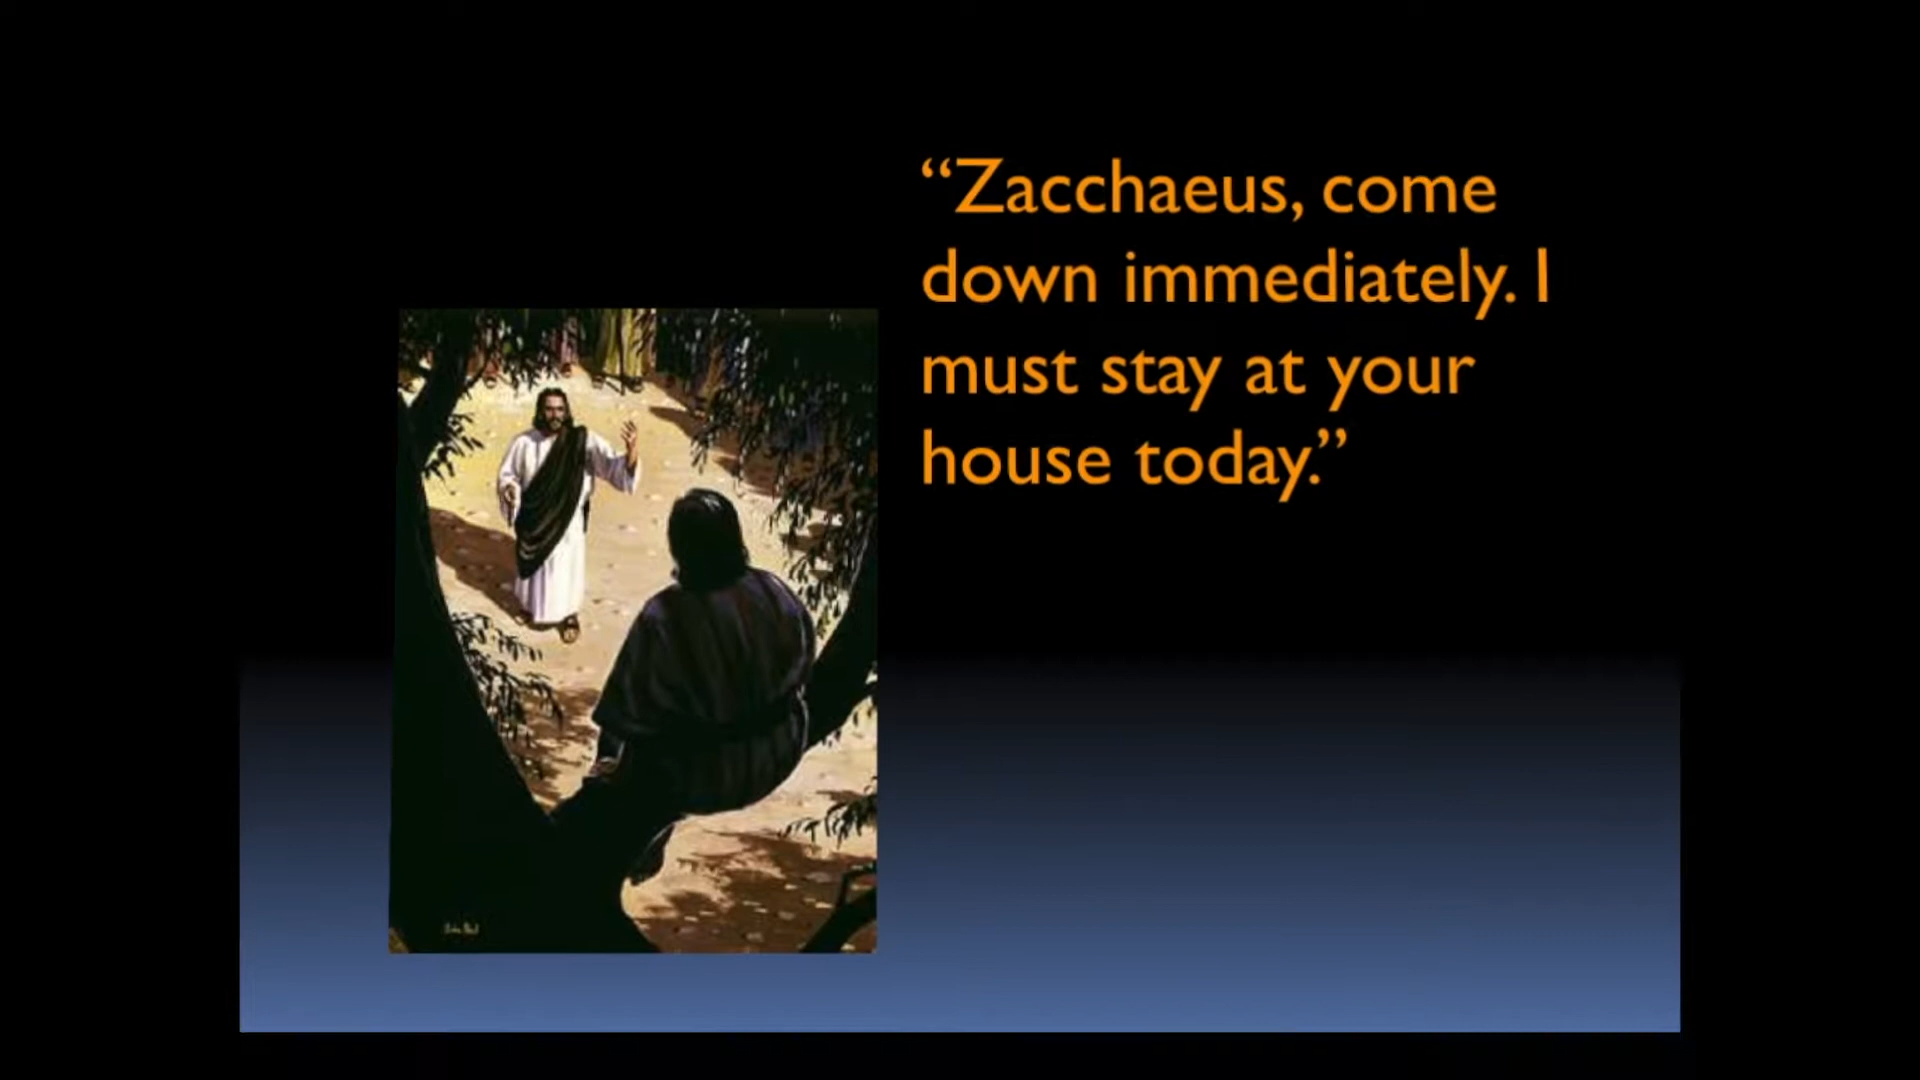 “Zacchaeus, come
down immediately. I
must stay at your
house today.”